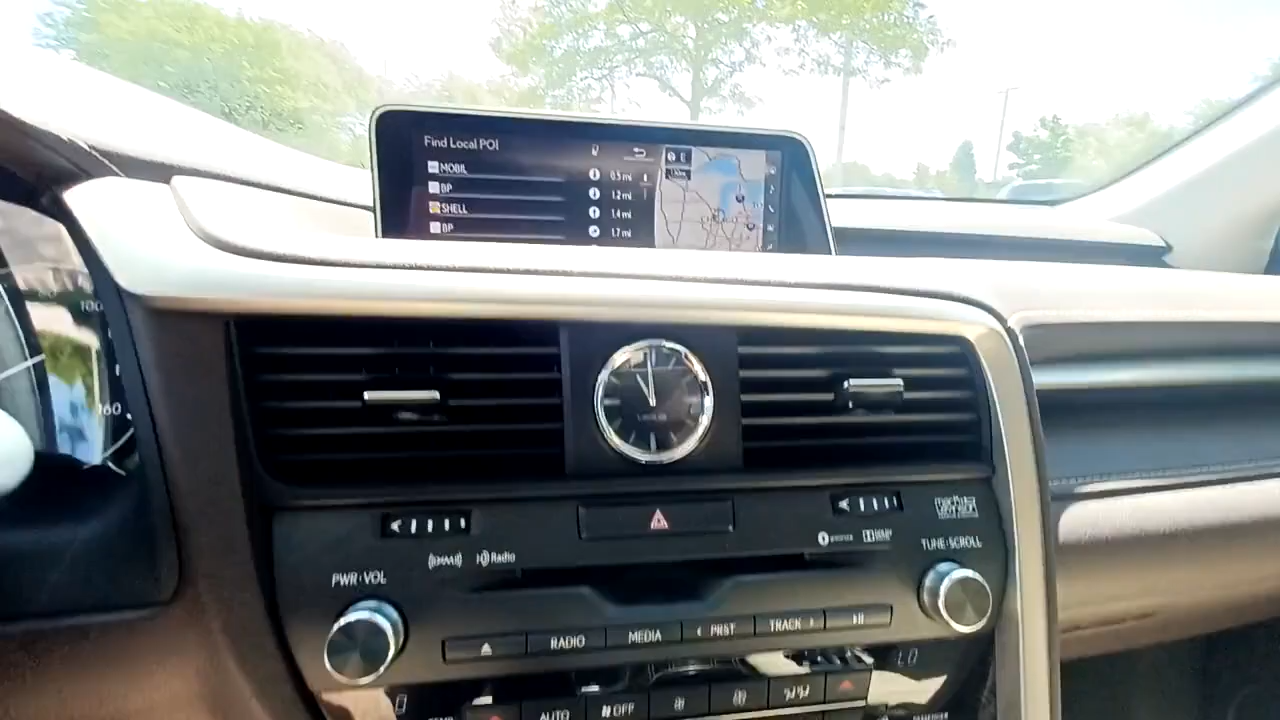 Find Local POI
MOBIL
0.5 mi
BP
1.2 mi
SHELL
1.4 mi
BP
1.7 mi
E
100
160
LEXUS
HD Radio
PWR·VOL
TUNE·SCROLL
RADIO
MEDIA
PRST
TRACK
LO
AUTO
OFF